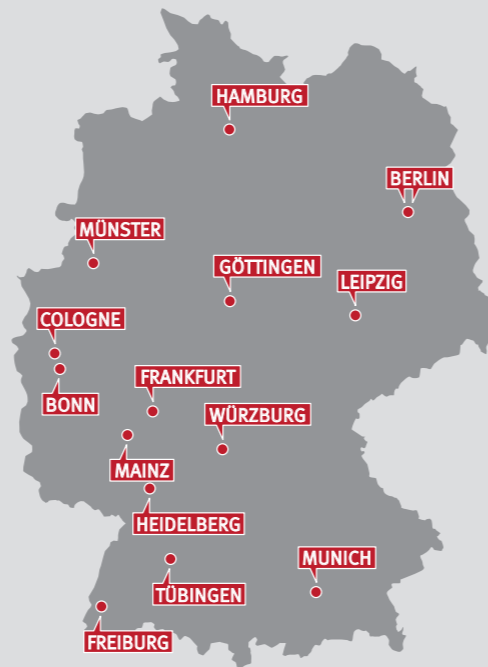 HAMBURG
BERLIN
MÜNSTER
GÖTTINGEN
LEIPZIG
COLOGNE
FRANKFURT
BONN
WÜRZBURG
MAINZ
HEIDELBERG
MUNICH
TÜBINGEN
FREIBURG